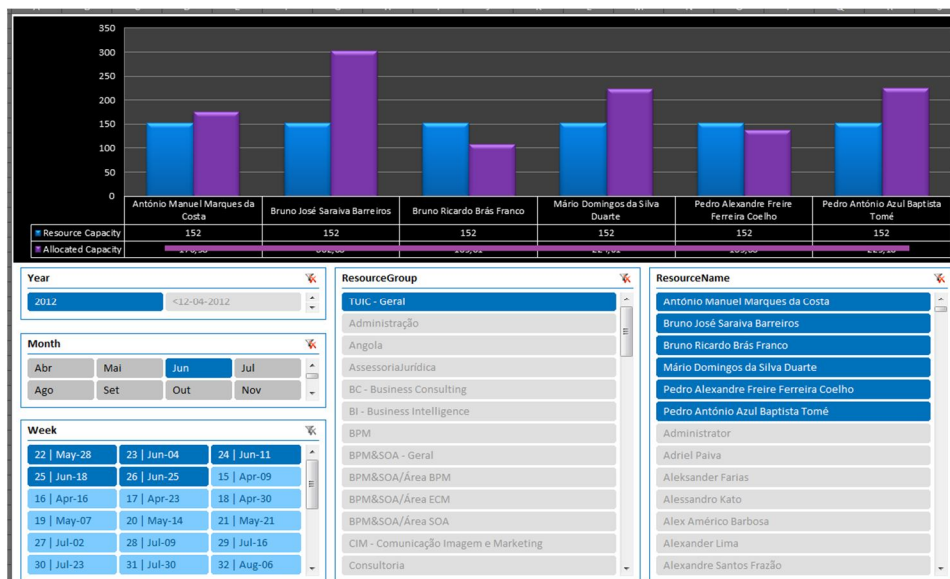 350
300
250
200
150
100
50
0
António Manuel Marques da Costa
Bruno José Saraiva Barreiros
Bruno Ricardo Brás Franco
Mário Domingos da Silva Duarte
Pedro Alexandre Freire Ferreira Coelho
Pedro António Azul Baptista Tomé
Resource Capacity 152 152 152 152 152 152
Allocated Capacity
Year
2012 <12-04-2012
Month
Abr Mai Jun Jul
Ago Set Out Nov
Week
22 | May-28 23 | Jun-04 24 | Jun-11
25 | Jun-18 26 | Jun-25 15 | Apr-09
16 | Apr-16 17 | Apr-23 18 | Apr-30
19 | May-07 20 | May-14 21 | May-21
27 | Jul-02 28 | Jul-09 29 | Jul-16
30 | Jul-23 31 | Jul-30 32 | Aug-06
ResourceGroup
TUIC - Geral
Administração
Angola
AssessoriaJurídica
BC - Business Consulting
BI - Business Intelligence
BPM
BPM&SOA - Geral
BPM&SOA/Área BPM
BPM&SOA/Área ECM
BPM&SOA/Área SOA
CIM - Comunicação Imagem e Marketing
Consultoria
ResourceName
António Manuel Marques da Costa
Bruno José Saraiva Barreiros
Bruno Ricardo Brás Franco
Mário Domingos da Silva Duarte
Pedro Alexandre Freire Ferreira Coelho
Pedro António Azul Baptista Tomé
Administrator
Adriel Paiva
Aleksander Farias
Alessandro Kato
Alex Américo Barbosa
Alexander Lima
Alexandre Santos Frazão